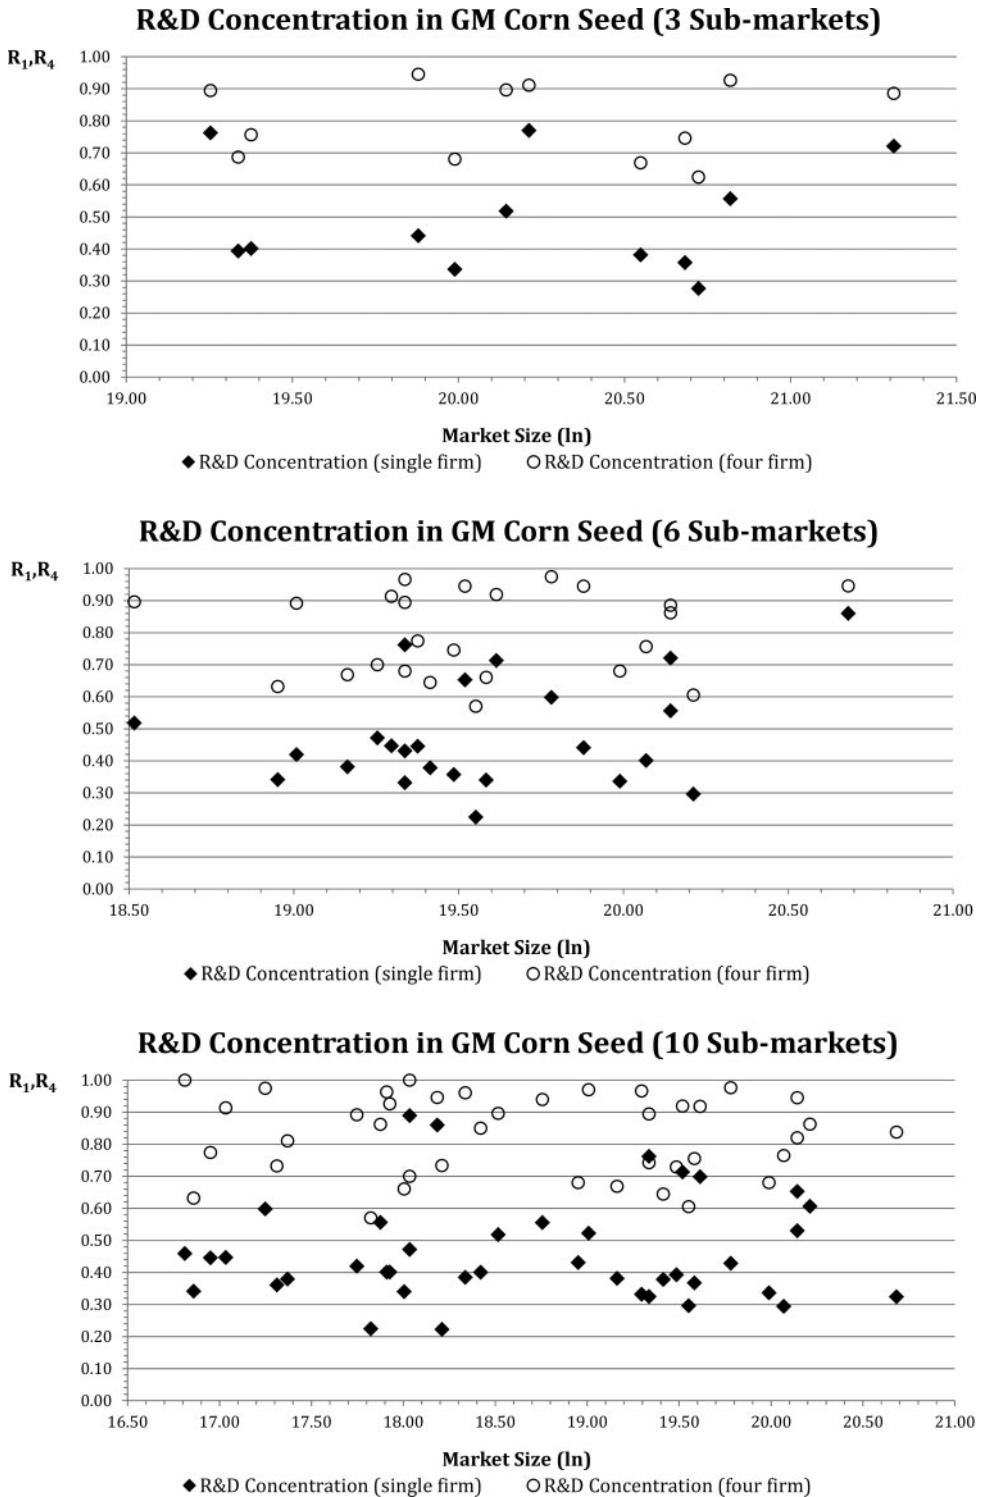 R&D Concentration in GM Corn Seed (3 Sub-markets)
R₁,R₄
1.00
0.90
0.80
0.70
0.60
0.50
0.40
0.30
0.20
0.10
0.00
19.00 19.50 20.00 20.50 21.00 21.50
Market Size (ln)
◆ R&D Concentration (single firm) ○ R&D Concentration (four firm)
R&D Concentration in GM Corn Seed (6 Sub-markets)
R₁,R₄
1.00
0.90
0.80
0.70
0.60
0.50
0.40
0.30
0.20
0.10
0.00
18.50 19.00 19.50 20.00 20.50 21.00
Market Size (ln)
◆ R&D Concentration (single firm) ○ R&D Concentration (four firm)
R&D Concentration in GM Corn Seed (10 Sub-markets)
R₁,R₄
1.00
0.90
0.80
0.70
0.60
0.50
0.40
0.30
0.20
0.10
0.00
16.50 17.00 17.50 18.00 18.50 19.00 19.50 20.00 20.50 21.00
Market Size (ln)
◆ R&D Concentration (single firm) ○ R&D Concentration (four firm)